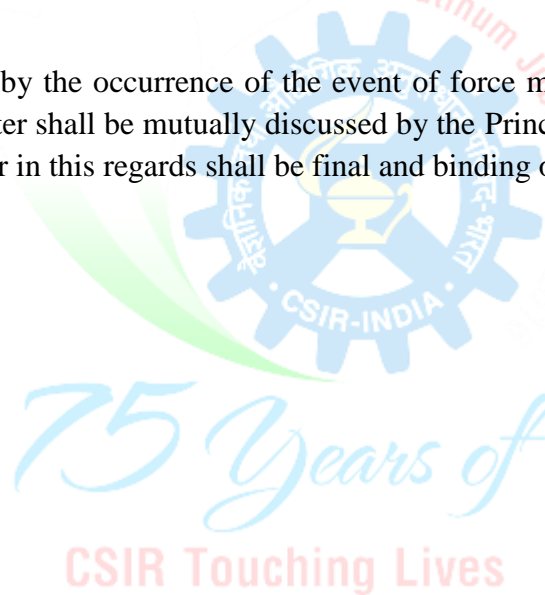 by the occurrence of the event of force m
ter shall be mutually discussed by the Princ
r in this regards shall be final and binding o
CSIR-INDIA
75 Years of
CSIR Touching Lives